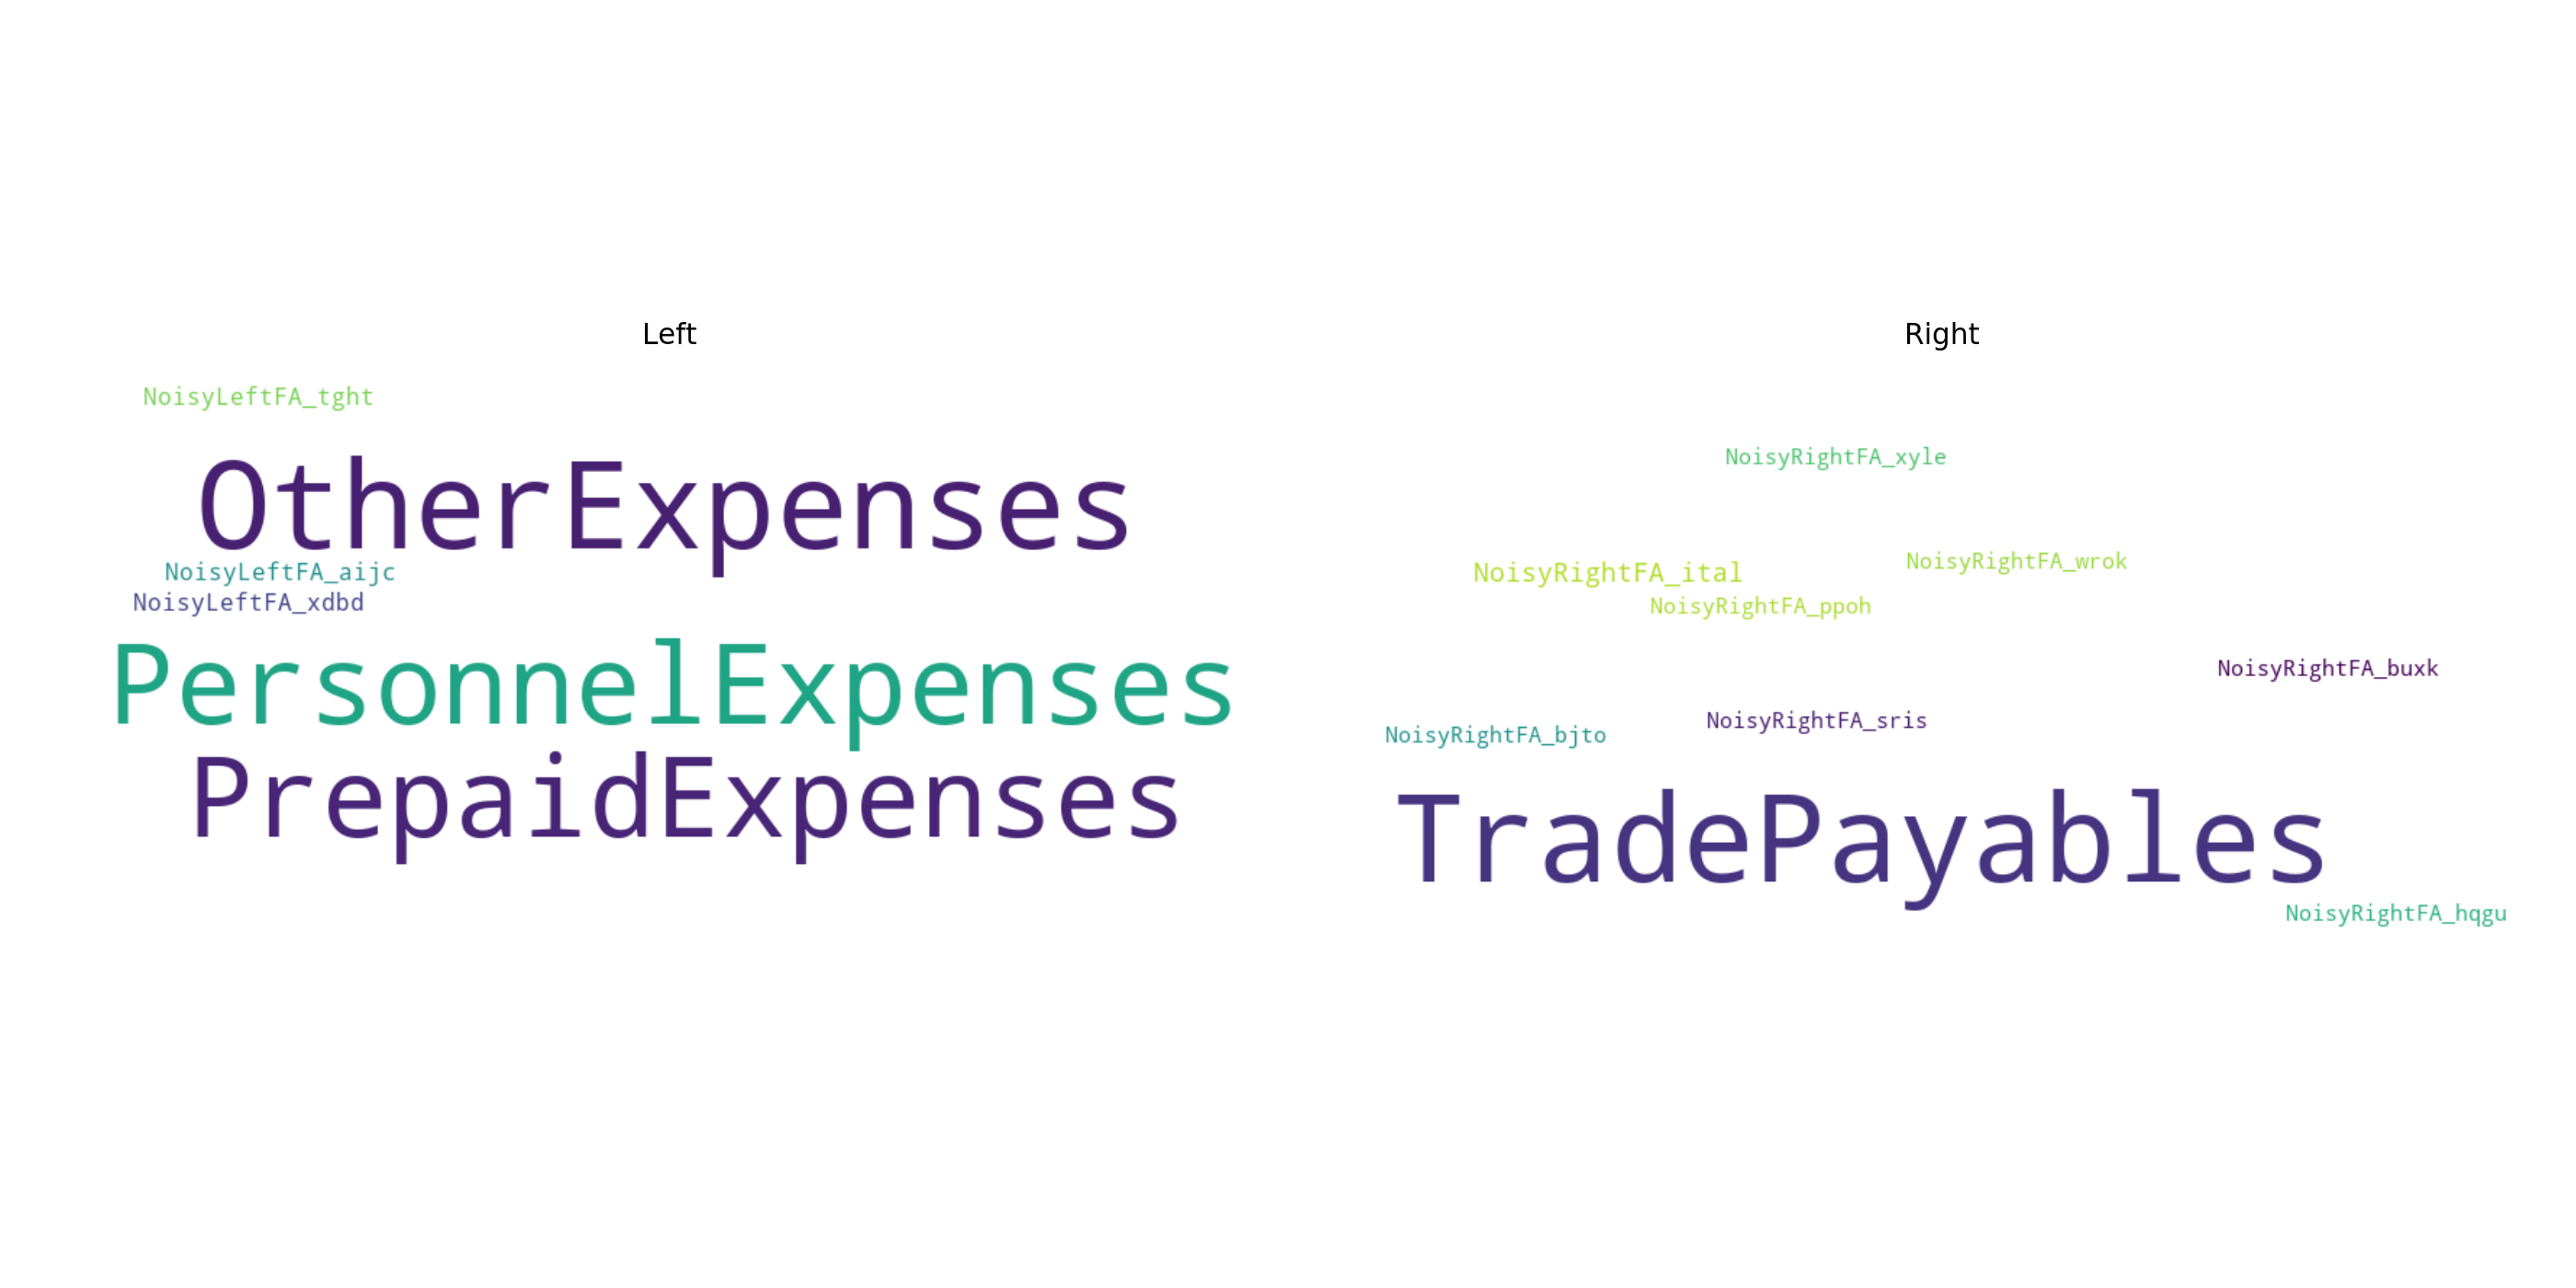 Left
NoisyLeftFA_tght
OtherExpenses
NoisyLeftFA_aijc
NoisyLeftFA_xdbd
PersonnelExpenses
PrepaidExpenses
Right
NoisyRightFA_xyle
NoisyRightFA_wrok
NoisyRightFA_ital
NoisyRightFA_ppoh
NoisyRightFA_buxk
NoisyRightFA_sris
NoisyRightFA_bjto
TradePayables
NoisyRightFA_hqgu